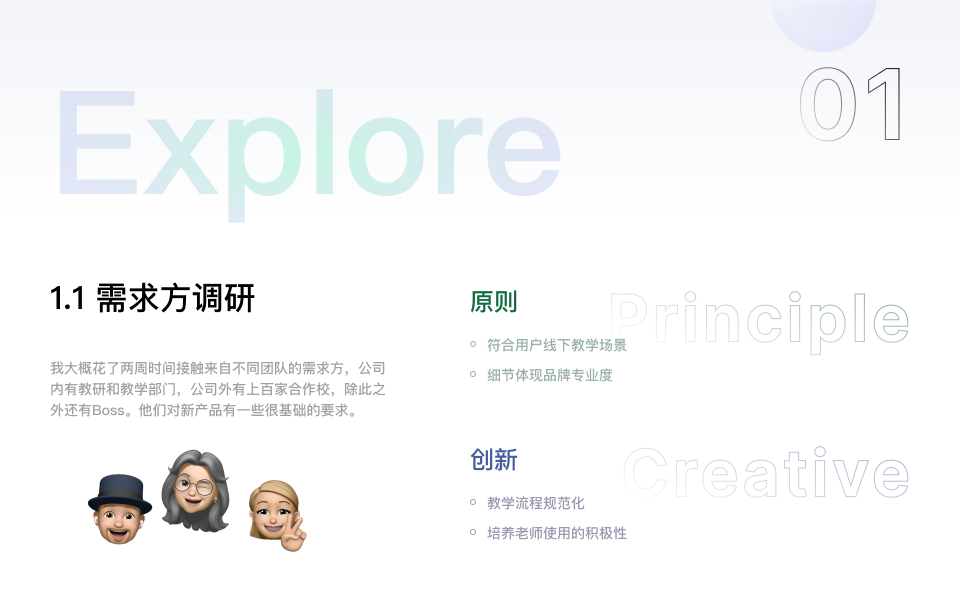 01
Explore
1.1 需求方调研
我大概花了两周时间接触来自不同团队的需求方，公司
内有教研和教学部门，公司外有上百家合作校，除此之
外还有Boss。他们对新产品有一些很基础的要求。
原则
Principle
符合用户线下教学场景
细节体现品牌专业度
创新
Creative
教学流程规范化
培养老师使用的积极性